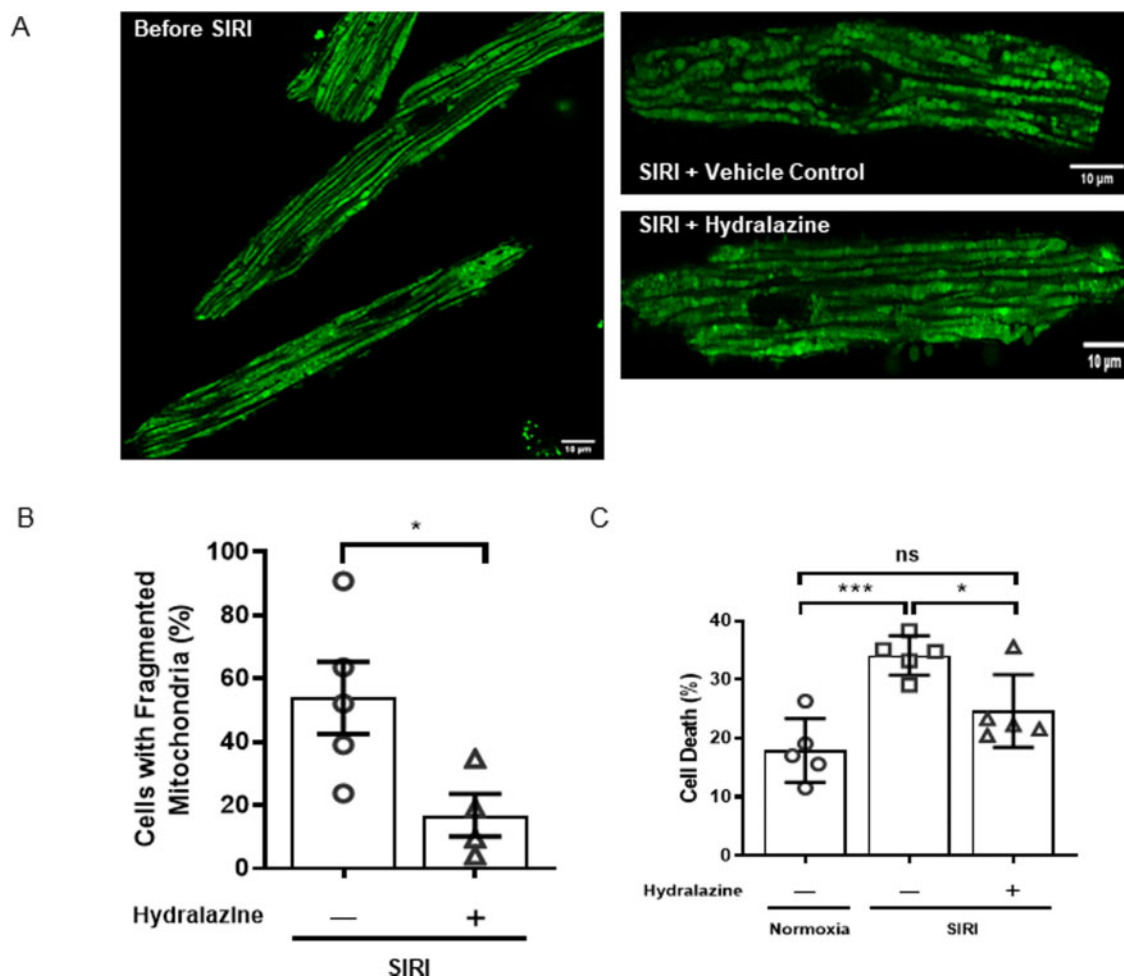 A
Before SIRI
10 µm
SIRI + Vehicle Control
10 µm
SIRI + Hydralazine
10 µm
B
*
Cells with Fragmented
Mitochondria (%)
100
80
60
40
20
0
Hydralazine
—
+
SIRI
C
ns
***
*
Cell Death (%)
40
30
20
10
0
Hydralazine
—
—
+
Normoxia
SIRI